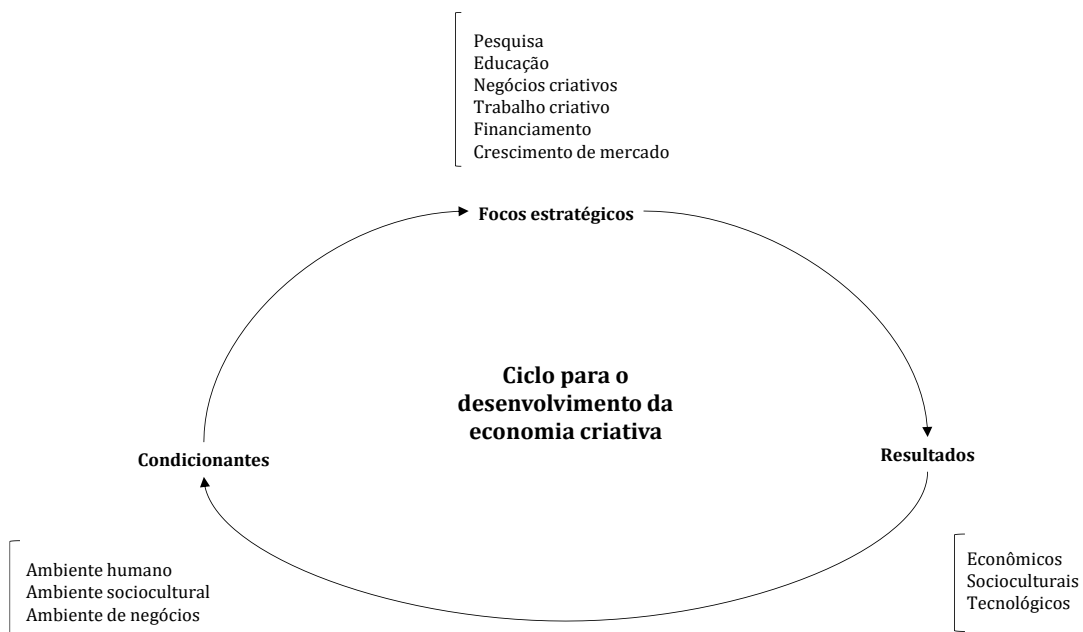 Pesquisa
Educação
Negócios criativos
Trabalho criativo
Financiamento
Crescimento de mercado
Focos estratégicos
Ciclo para o
desenvolvimento da
economia criativa
Condicionantes
Resultados
Ambiente humano
Ambiente sociocultural
Ambiente de negócios
Econômicos
Socioculturais
Tecnológicos